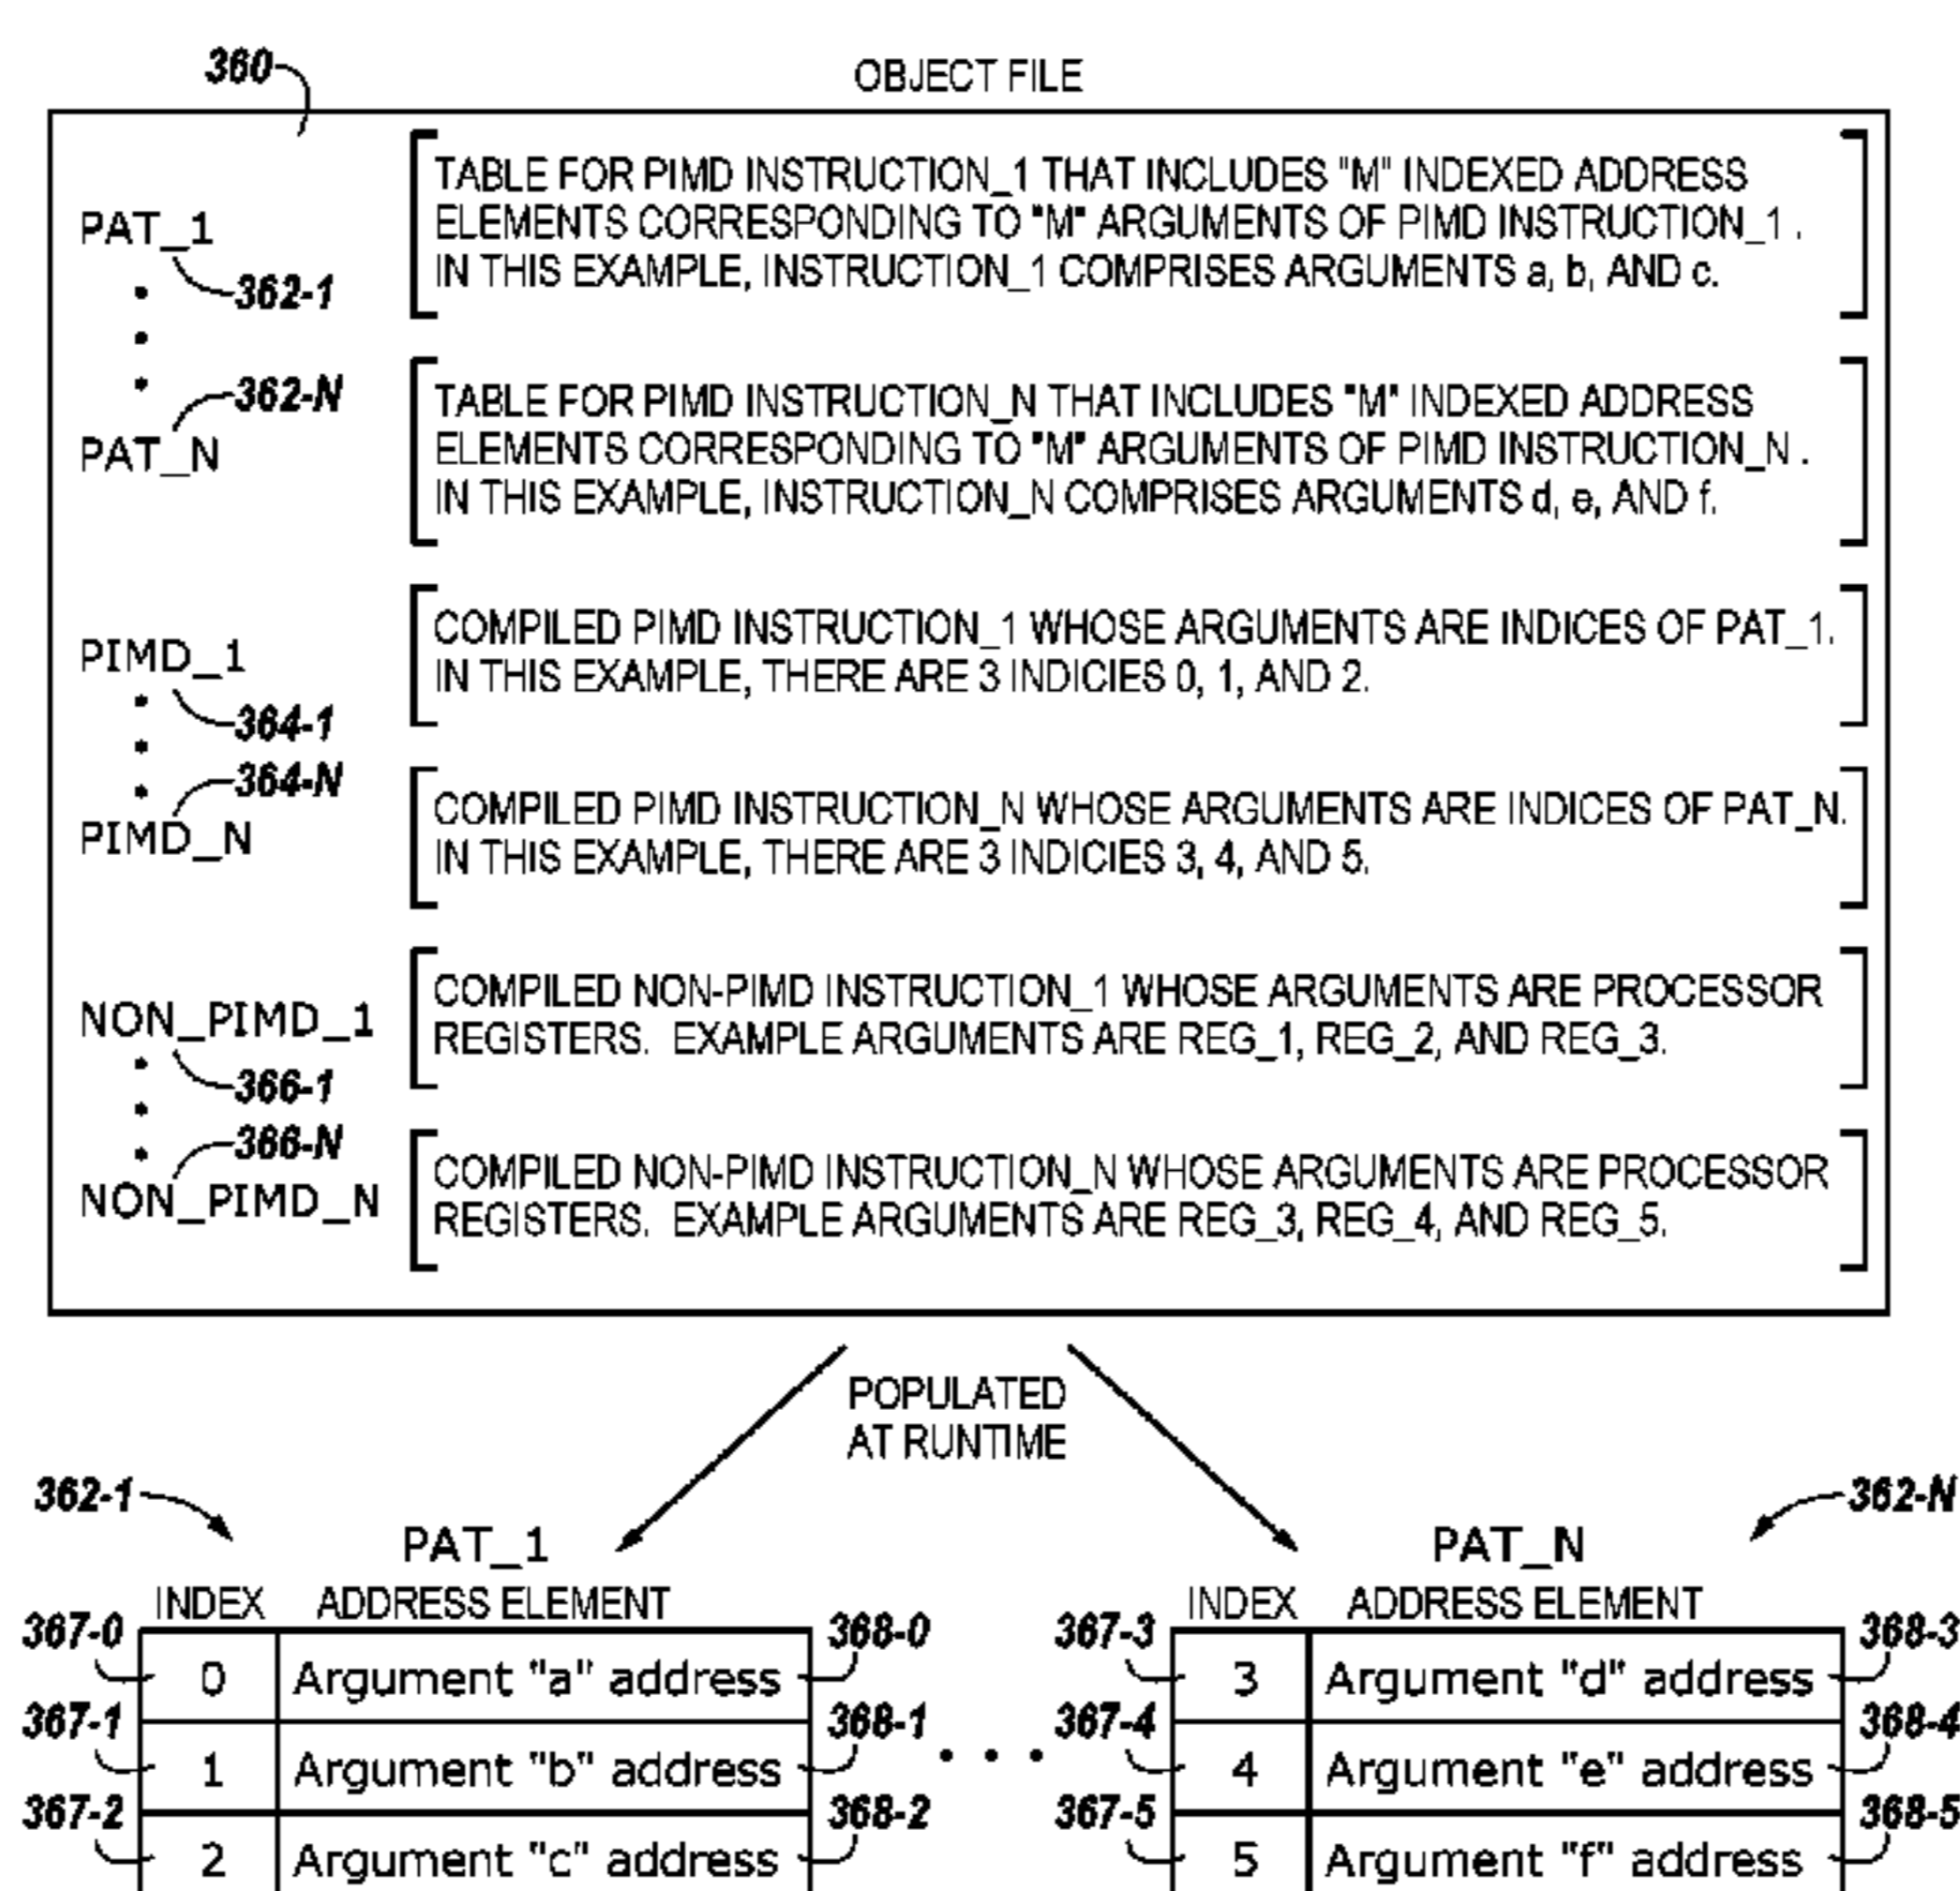 360
OBJECT FILE
PAT_1
362-1
TABLE FOR PIMD INSTRUCTION_1 THAT INCLUDES "M" INDEXED ADDRESS
ELEMENTS CORRESPONDING TO "M" ARGUMENTS OF PIMD INSTRUCTION_1 .
IN THIS EXAMPLE, INSTRUCTION_1 COMPRISES ARGUMENTS a, b, AND c.
362-N
PAT_N
TABLE FOR PIMD INSTRUCTION_N THAT INCLUDES "M" INDEXED ADDRESS
ELEMENTS CORRESPONDING TO "M" ARGUMENTS OF PIMD INSTRUCTION_N .
IN THIS EXAMPLE, INSTRUCTION_N COMPRISES ARGUMENTS d, e, AND f.
PIMD_1
364-1
COMPILED PIMD INSTRUCTION_1 WHOSE ARGUMENTS ARE INDICES OF PAT_1.
IN THIS EXAMPLE, THERE ARE 3 INDICIES 0, 1, AND 2.
364-N
PIMD_N
COMPILED PIMD INSTRUCTION_N WHOSE ARGUMENTS ARE INDICES OF PAT_N.
IN THIS EXAMPLE, THERE ARE 3 INDICIES 3, 4, AND 5.
NON_PIMD_1
366-1
COMPILED NON-PIMD INSTRUCTION_1 WHOSE ARGUMENTS ARE PROCESSOR
REGISTERS. EXAMPLE ARGUMENTS ARE REG_1, REG_2, AND REG_3.
366-N
NON_PIMD_N
COMPILED NON-PIMD INSTRUCTION_N WHOSE ARGUMENTS ARE PROCESSOR
REGISTERS. EXAMPLE ARGUMENTS ARE REG_3, REG_4, AND REG_5.
POPULATED
AT RUNTIME
362-1
PAT_1
INDEX ADDRESS ELEMENT
367-0 0 Argument "a" address 368-0
367-1 1 Argument "b" address 368-1
367-2 2 Argument "c" address 368-2
362-N
PAT_N
INDEX ADDRESS ELEMENT
367-3 3 Argument "d" address 368-3
367-4 4 Argument "e" address 368-4
367-5 5 Argument "f" address 368-5